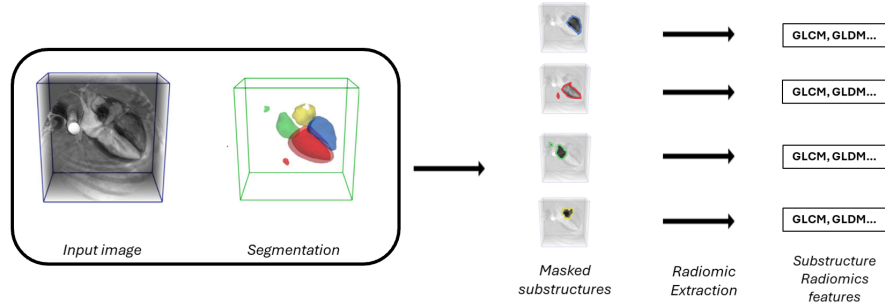 GLCM, GLDM...
GLCM, GLDM...
GLCM, GLDM...
GLCM, GLDM...
Input image
Segmentation
Masked
substructures
Radiomic
Extraction
Substructure
Radiomics
features